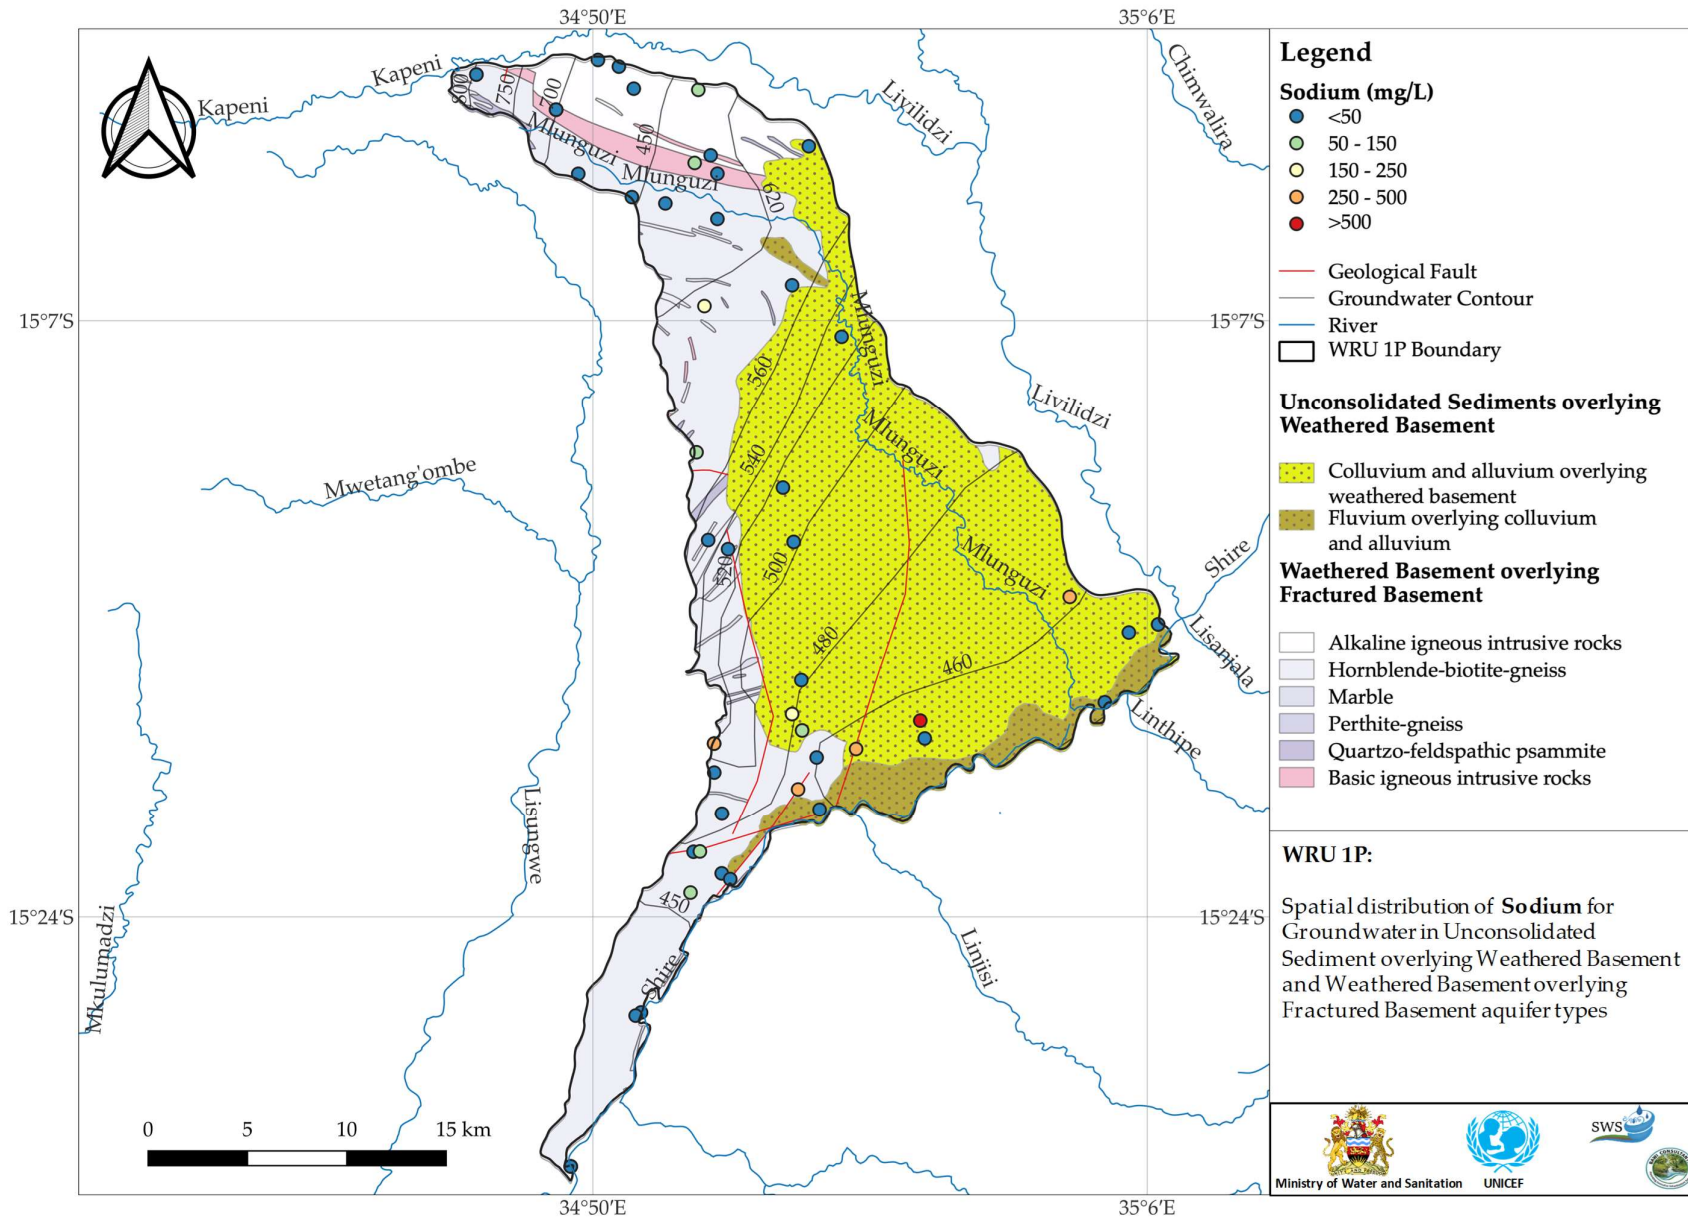 34°50'E
35°6'E
Kapeni
Kapeni
800
750
700
450
Mlunguzi
Mlunguzi
620
Livilidzi
Chimwalira
15°7'S
15°7'S
Mlunguzi
560
Livilidzi
Mlunguzi
540
Mwetang'ombe
520
500
Mlunguzi
Shire
480
460
Lisanjala
Linthipe
Lisungwe
450
15°24'S
15°24'S
Mkulumadzi
Shire
Linjisi
0 5 10 15 km
34°50'E
35°6'E
Legend
Sodium (mg/L)
<50
50 - 150
150 - 250
250 - 500
>500
Geological Fault
Groundwater Contour
River
WRU 1P Boundary
Unconsolidated Sediments overlying
Weathered Basement
Colluvium and alluvium overlying
weathered basement
Fluvium overlying colluvium
and alluvium
Waethered Basement overlying
Fractured Basement
Alkaline igneous intrusive rocks
Hornblende-biotite-gneiss
Marble
Perthite-gneiss
Quartzo-feldspathic psammite
Basic igneous intrusive rocks
WRU 1P:
Spatial distribution of Sodium for
Groundwater in Unconsolidated
Sediment overlying Weathered Basement
and Weathered Basement overlying
Fractured Basement aquifer types
SWS
Ministry of Water and Sanitation
UNICEF